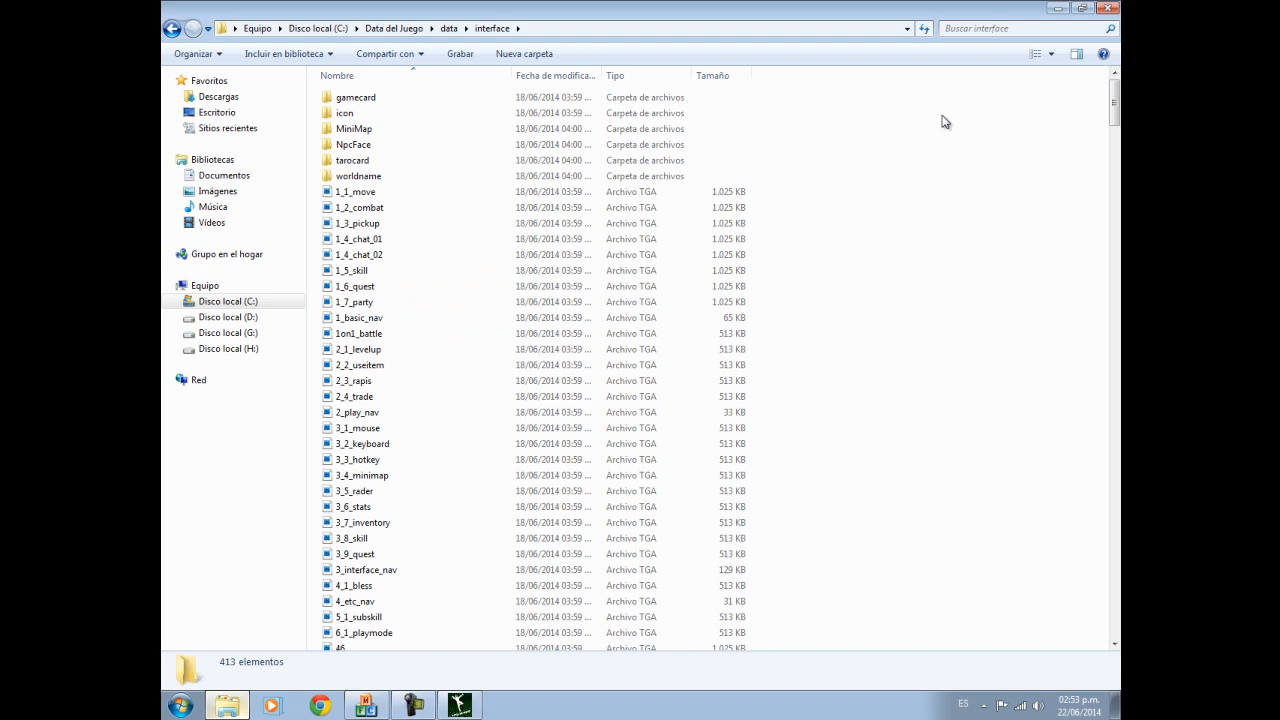 Equipo Disco local (C:) Data del Juego data interface
Buscar interface
Organizar Incluir en biblioteca Compartir con Grabar Nueva carpeta
Favoritos
Descargas
Escritorio
Sitios recientes
Bibliotecas
Documentos
Imágenes
Música
Vídeos
Grupo en el hogar
Equipo
Disco local (C:)
Disco local (D:)
Disco local (G:)
Disco local (H:)
Red
Nombre Fecha de modifica... Tipo Tamaño
gamecard 18/06/2014 03:59 ... Carpeta de archivos
icon 18/06/2014 03:59 ... Carpeta de archivos
MiniMap 18/06/2014 04:00 ... Carpeta de archivos
NpcFace 18/06/2014 04:00 ... Carpeta de archivos
tarocard 18/06/2014 04:00 ... Carpeta de archivos
worldname 18/06/2014 04:00 ... Carpeta de archivos
1_1_move 18/06/2014 03:59 ... Archivo TGA 1.025 KB
1_2_combat 18/06/2014 03:59 ... Archivo TGA 1.025 KB
1_3_pickup 18/06/2014 03:59 ... Archivo TGA 1.025 KB
1_4_chat_01 18/06/2014 03:59 ... Archivo TGA 1.025 KB
1_4_chat_02 18/06/2014 03:59 ... Archivo TGA 1.025 KB
1_5_skill 18/06/2014 03:59 ... Archivo TGA 1.025 KB
1_6_quest 18/06/2014 03:59 ... Archivo TGA 1.025 KB
1_7_party 18/06/2014 03:59 ... Archivo TGA 1.025 KB
1_basic_nav 18/06/2014 03:59 ... Archivo TGA 65 KB
1on1_battle 18/06/2014 03:59 ... Archivo TGA 513 KB
2_1_levelup 18/06/2014 03:59 ... Archivo TGA 513 KB
2_2_useitem 18/06/2014 03:59 ... Archivo TGA 513 KB
2_3_rapis 18/06/2014 03:59 ... Archivo TGA 513 KB
2_4_trade 18/06/2014 03:59 ... Archivo TGA 513 KB
2_play_nav 18/06/2014 03:59 ... Archivo TGA 33 KB
3_1_mouse 18/06/2014 03:59 ... Archivo TGA 513 KB
3_2_keyboard 18/06/2014 03:59 ... Archivo TGA 513 KB
3_3_hotkey 18/06/2014 03:59 ... Archivo TGA 513 KB
3_4_minimap 18/06/2014 03:59 ... Archivo TGA 513 KB
3_5_rader 18/06/2014 03:59 ... Archivo TGA 513 KB
3_6_stats 18/06/2014 03:59 ... Archivo TGA 513 KB
3_7_inventory 18/06/2014 03:59 ... Archivo TGA 513 KB
3_8_skill 18/06/2014 03:59 ... Archivo TGA 513 KB
3_9_quest 18/06/2014 03:59 ... Archivo TGA 513 KB
3_interface_nav 18/06/2014 03:59 ... Archivo TGA 129 KB
4_1_bless 18/06/2014 03:59 ... Archivo TGA 513 KB
4_etc_nav 18/06/2014 03:59 ... Archivo TGA 31 KB
5_1_subskill 18/06/2014 03:59 ... Archivo TGA 513 KB
6_1_playmode 18/06/2014 03:59 ... Archivo TGA 513 KB
46 18/06/2014 03:59 ... Archivo TGA 1.025 KB
413 elementos
ES
02:53 p.m.
22/06/2014